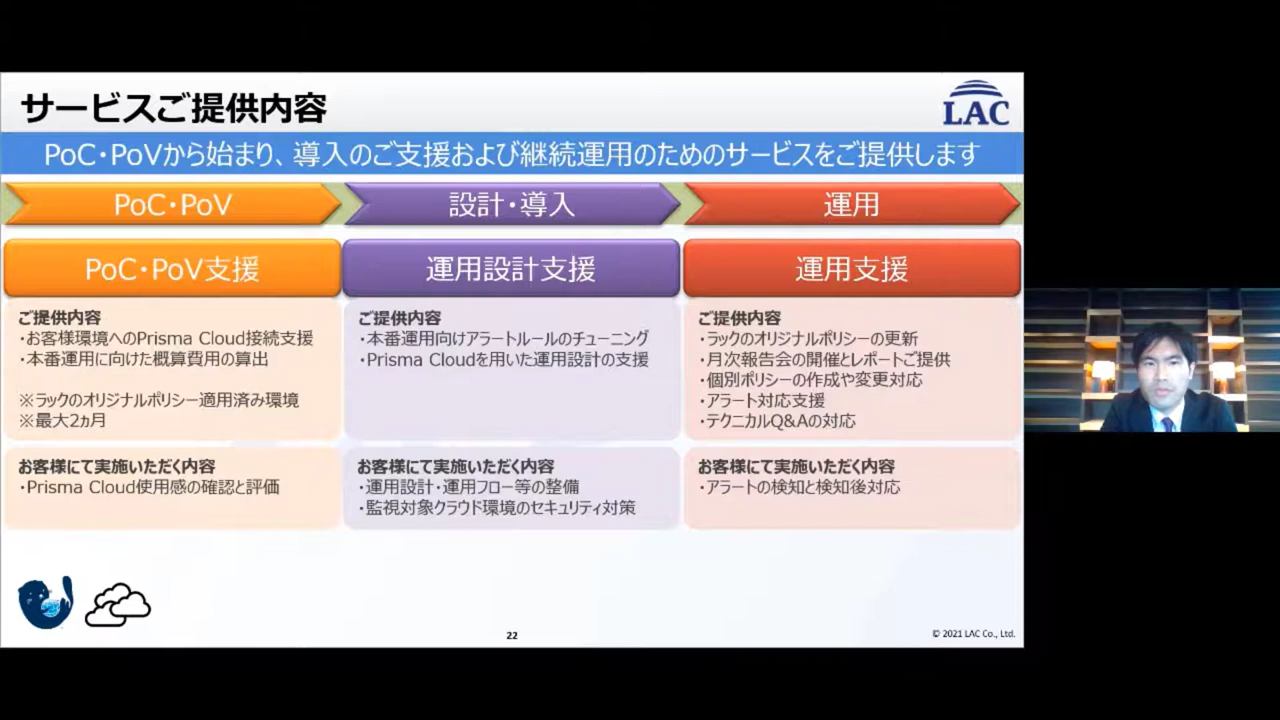 サービスご提供内容
LAC
PoC・PoVから始まり、導入のご支援および継続運用のためのサービスをご提供します
PoC・PoV
設計・導入
運用
PoC・PoV支援
運用設計支援
運用支援
ご提供内容
・お客様環境へのPrisma Cloud接続支援
・本番運用に向けた概算費用の算出
※ラックのオリジナルポリシー適用済み環境
※最大2ヵ月
ご提供内容
・本番運用向けアラートルールのチューニング
・Prisma Cloudを用いた運用設計の支援
ご提供内容
・ラックのオリジナルポリシーの更新
・月次報告会の開催とレポートご提供
・個別ポリシーの作成や変更対応
・アラート対応支援
・テクニカルQ&Aの対応
お客様にて実施いただく内容
・Prisma Cloud使用感の確認と評価
お客様にて実施いただく内容
・運用設計・運用フロー等の整備
・監視対象クラウド環境のセキュリティ対策
お客様にて実施いただく内容
・アラートの検知と検知後対応
22
© 2021 LAC Co., Ltd.